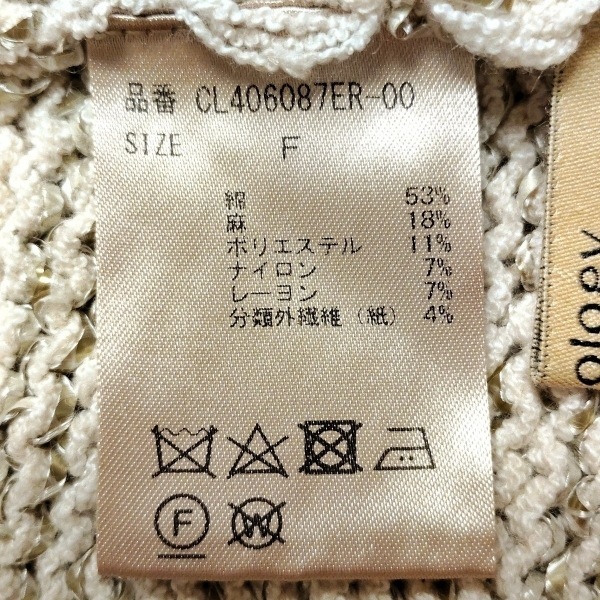 品番 CL406087ER-00
SIZE F
綿 53%
麻 18%
ポリエステル 11%
ナイロン 7%
レーヨン 7%
分類外繊維（紙） 4%
F
W
ology